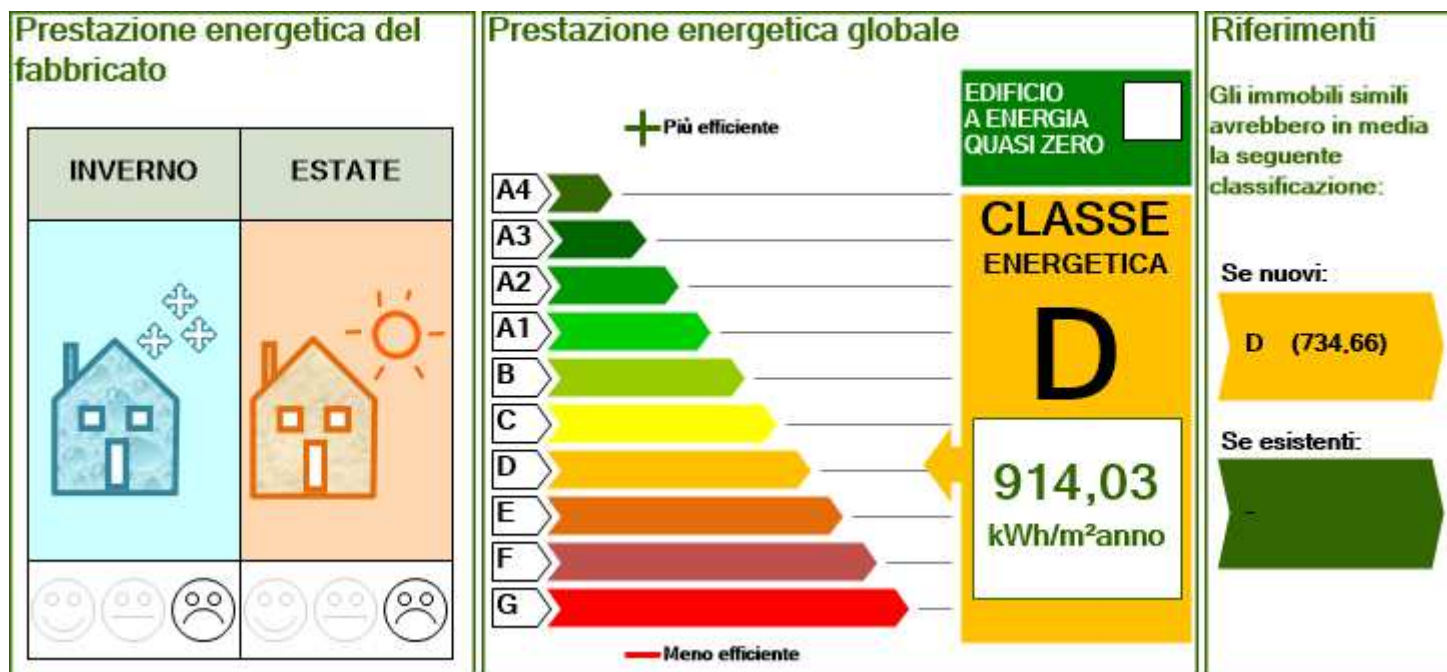 Prestazione energetica del
fabbricato
INVERNO
ESTATE
Prestazione energetica globale
Più efficiente
A4
A3
A2
A1
B
C
D
E
F
G
Meno efficiente
EDIFICIO
A ENERGIA
QUASI ZERO
CLASSE
ENERGETICA
D
914,03
kWh/m²anno
Riferimenti
Gli immobili simili
avrebbero in media
la seguente
classificazione:
Se nuovi:
D (734,66)
Se esistenti:
-